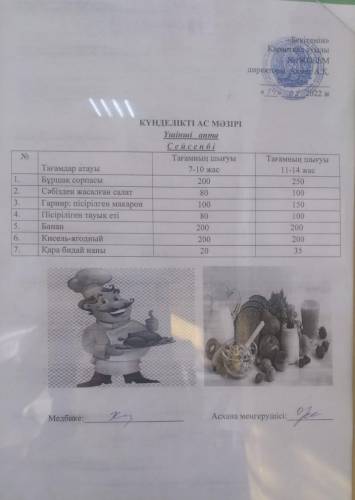 «Бекітемін»
директоры
2022 ж
КҮНДЕЛІКТІ АС МӘЗІРІ
Үшінші апта
Сейсенбі
№ Тағамдар атауы Тағамның шығуы 7-10 жас Тағамның шығуы 11-14 жас
1. Бұршақ сорпасы 200 250
2. Сәбізден жасалған салат 80 100
3. Гарнир: пісірілген макарон 100 150
4. Пісірілген тауық еті 80 100
5. Банан 200 200
6. Кисель-ягодный 200 200
7. Қара бидай наны 20 35
Медбике: Асхана меңгерушісі: